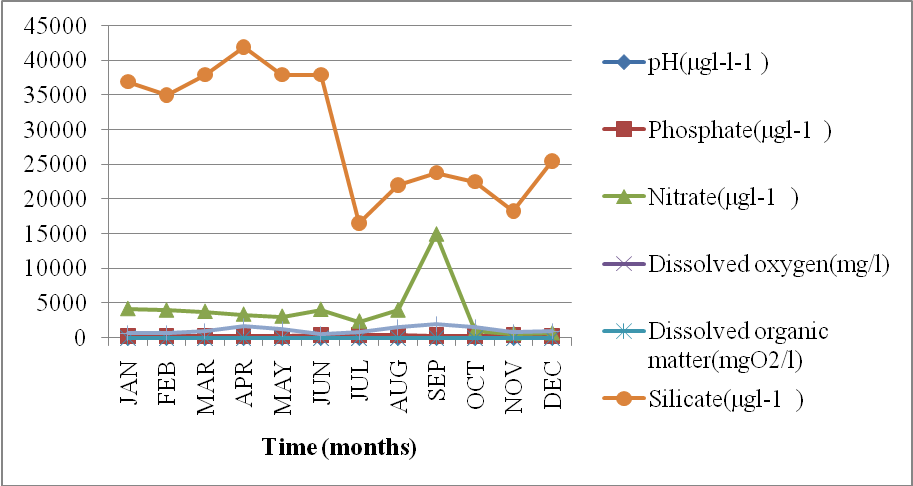 45000
40000
35000
30000
25000
20000
15000
10000
5000
0
JAN
FEB
MAR
APR
MAY
JUN
JUL
AUG
SEP
OCT
NOV
DEC
Time (months)
pH(µgl-l-1 )
Phosphate(µgl-1 )
Nitrate(µgl-1 )
Dissolved oxygen(mg/l)
Dissolved organic
matter(mgO2/l)
Silicate(µgl-1 )